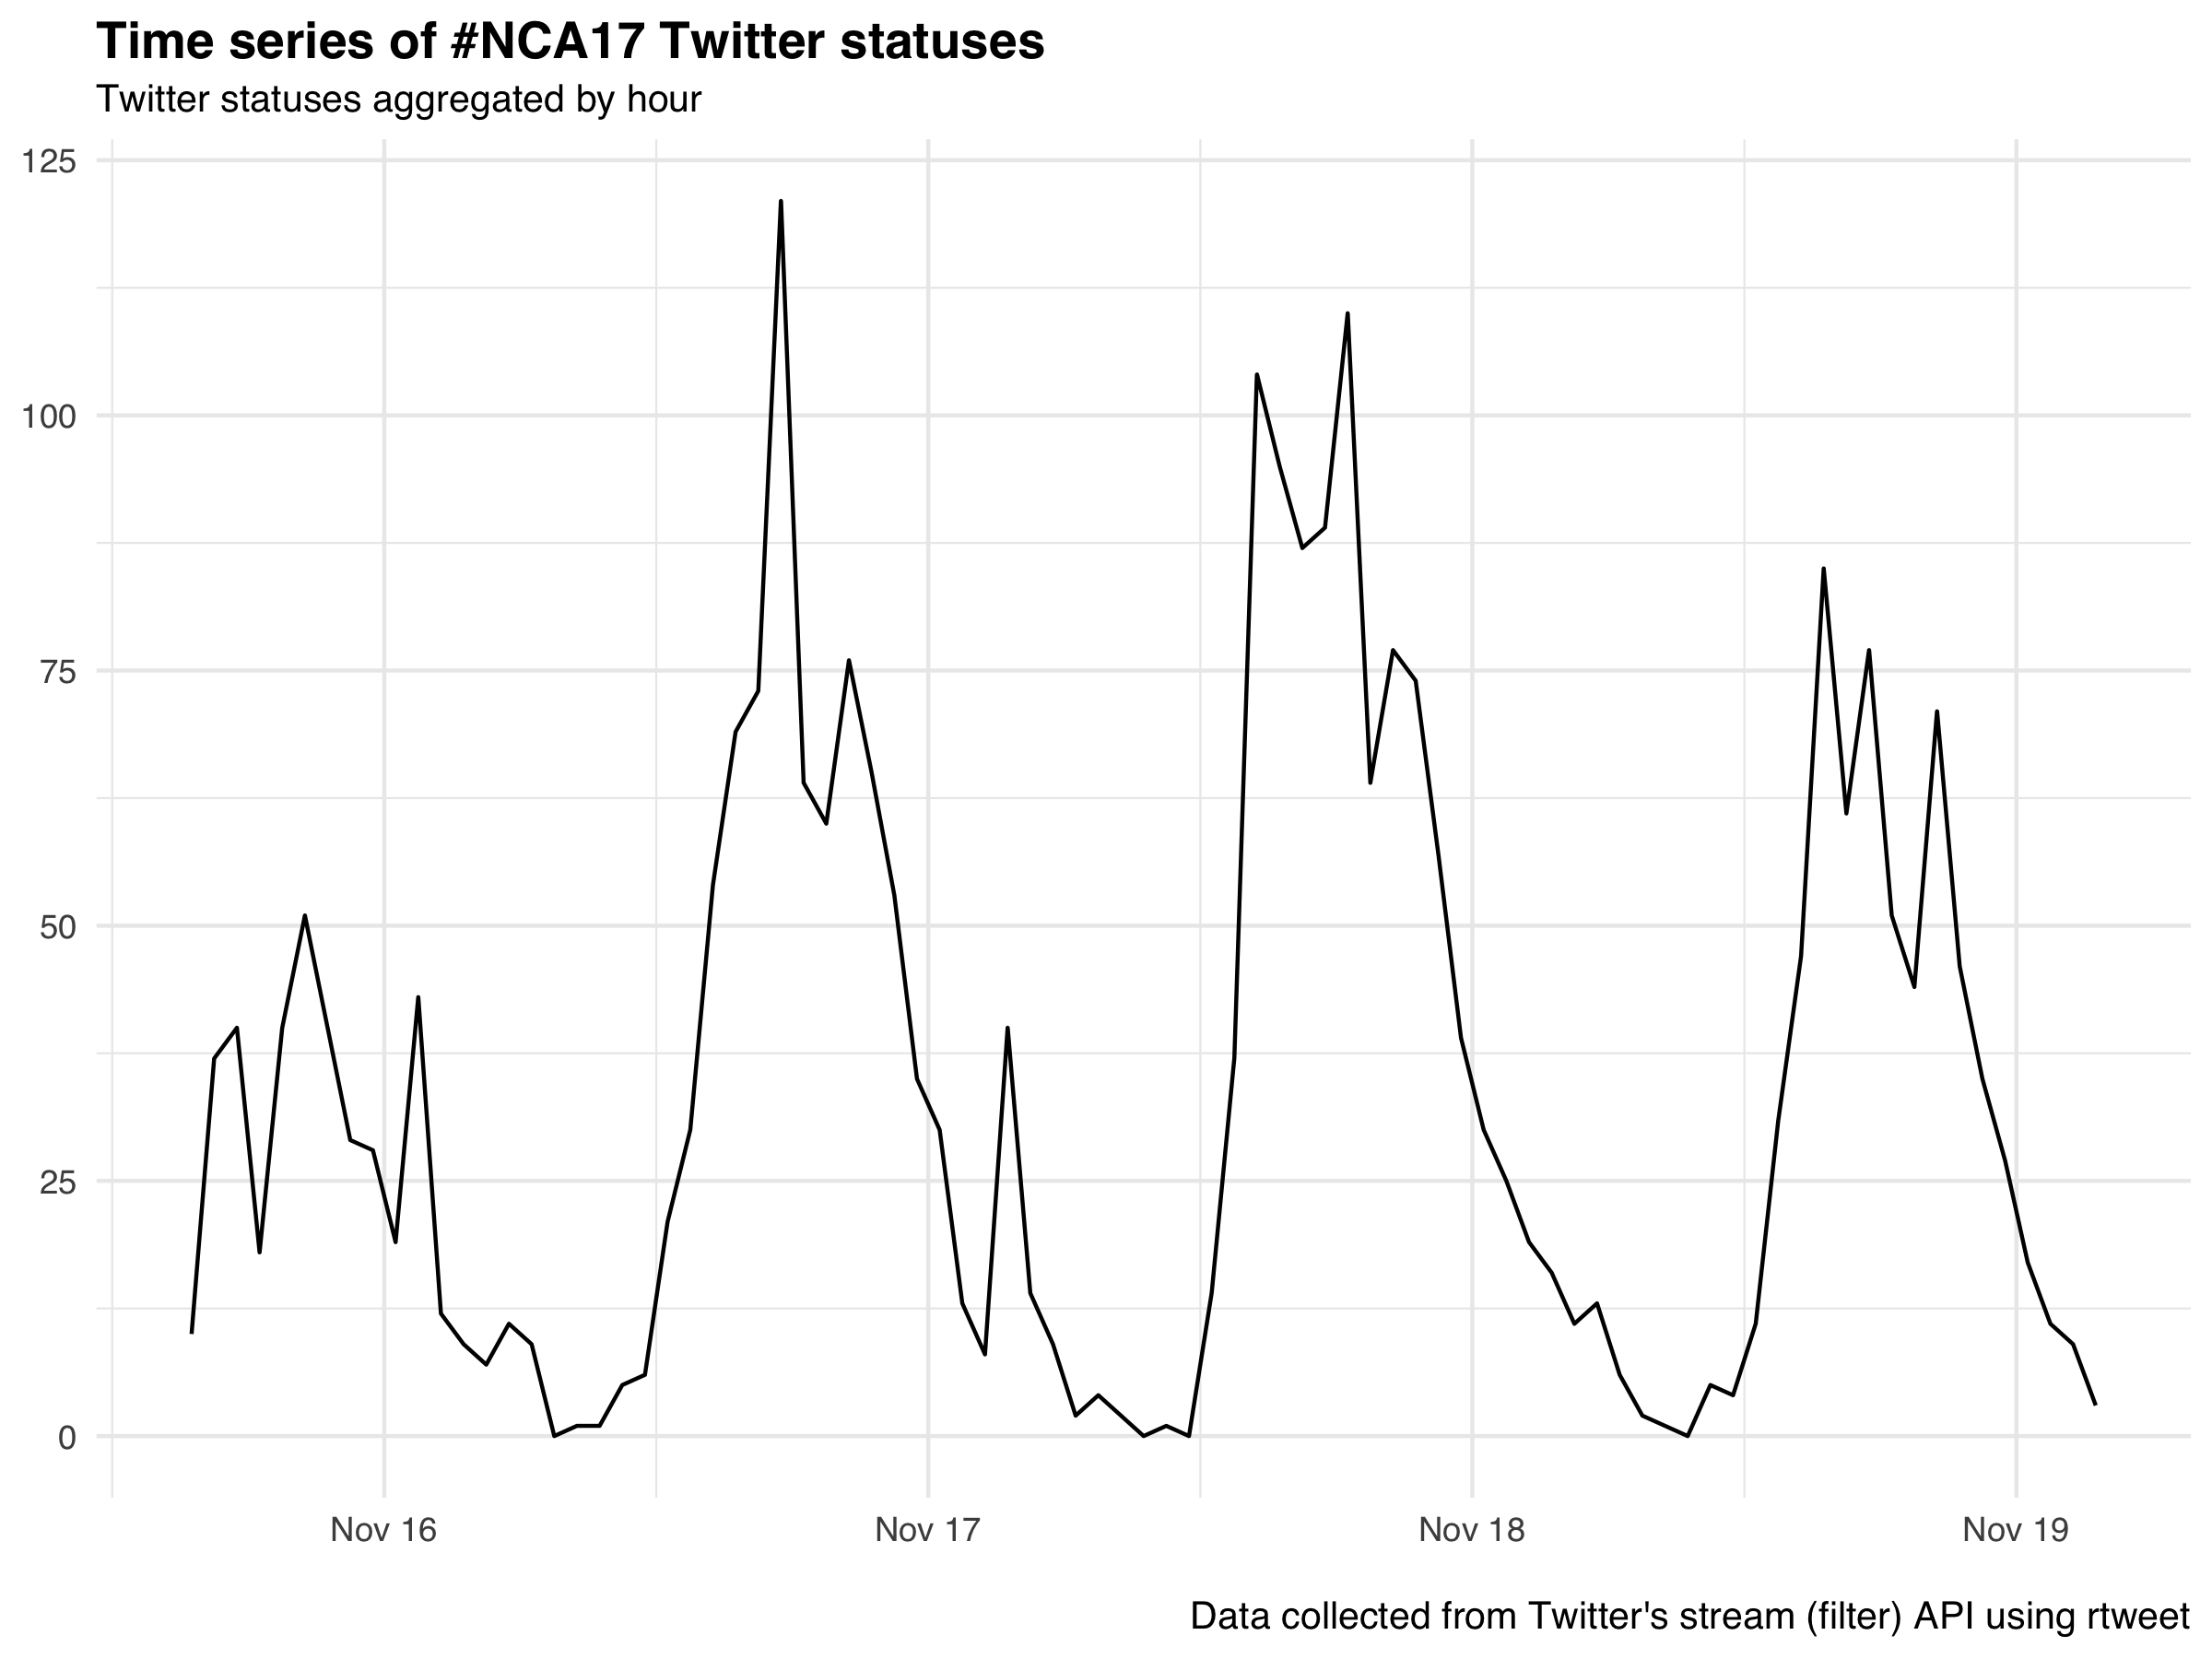 Time series of #NCA17 Twitter statuses
Twitter statuses aggregated by hour
125
100
75
50
25
0
Nov 16 Nov 17 Nov 18 Nov 19
Data collected from Twitter's stream (filter) API using rtweet